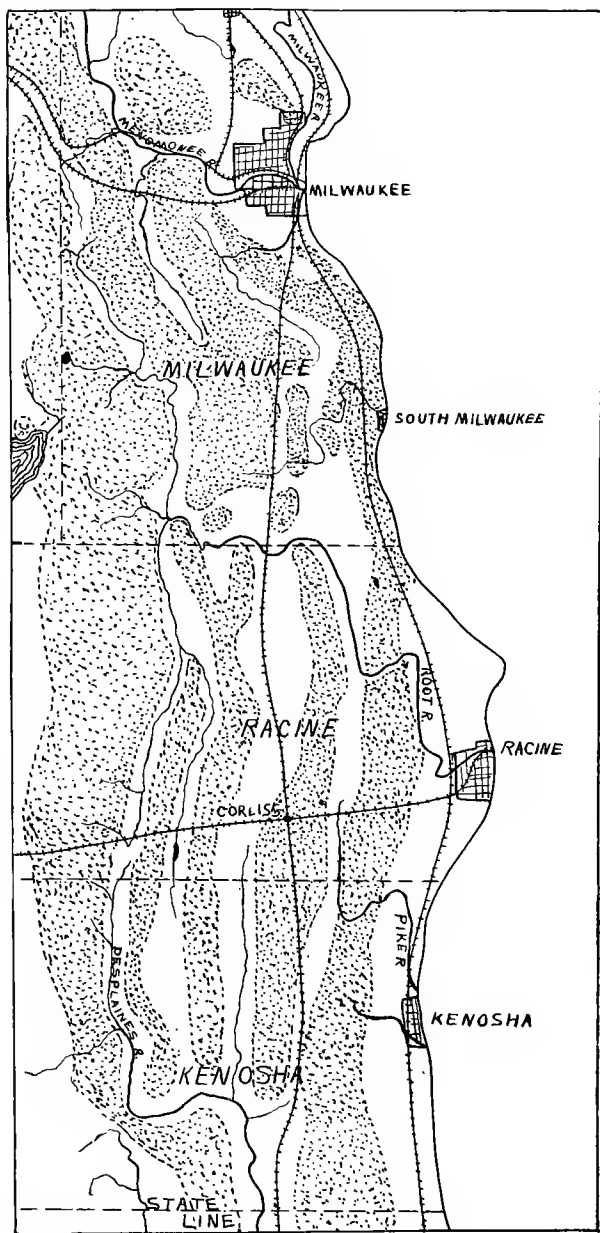 MILWAUKEE R
MENOMONEE R
MILWAUKEE
MILWAUKEE
SOUTH MILWAUKEE
ROOT R.
RACINE
RACINE
CORLISS
PIKE R
DESPLAINES R.
KENOSHA
KENOSHA
STATE
LINE